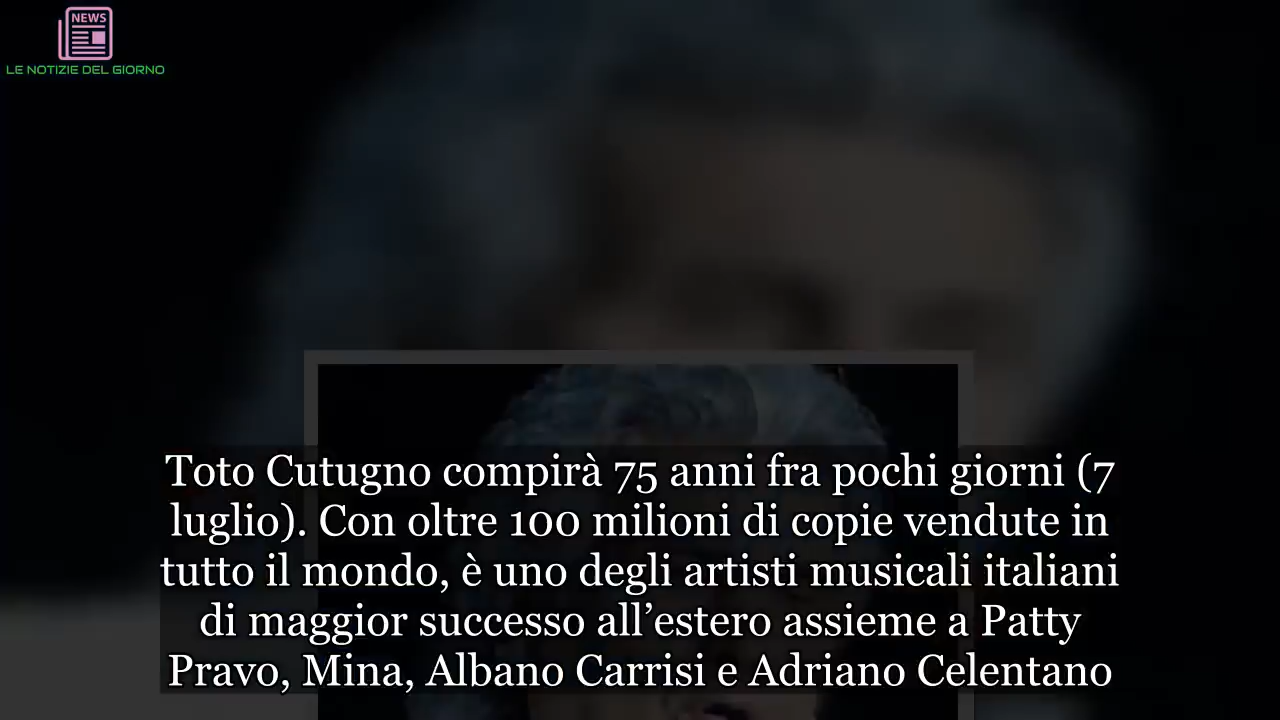 NEWS
LE NOTIZIE DEL GIORNO
Toto Cutugno compirà 75 anni fra pochi giorni (7
luglio). Con oltre 100 milioni di copie vendute in
tutto il mondo, è uno degli artisti musicali italiani
di maggior successo all’estero assieme a Patty
Pravo, Mina, Albano Carrisi e Adriano Celentano